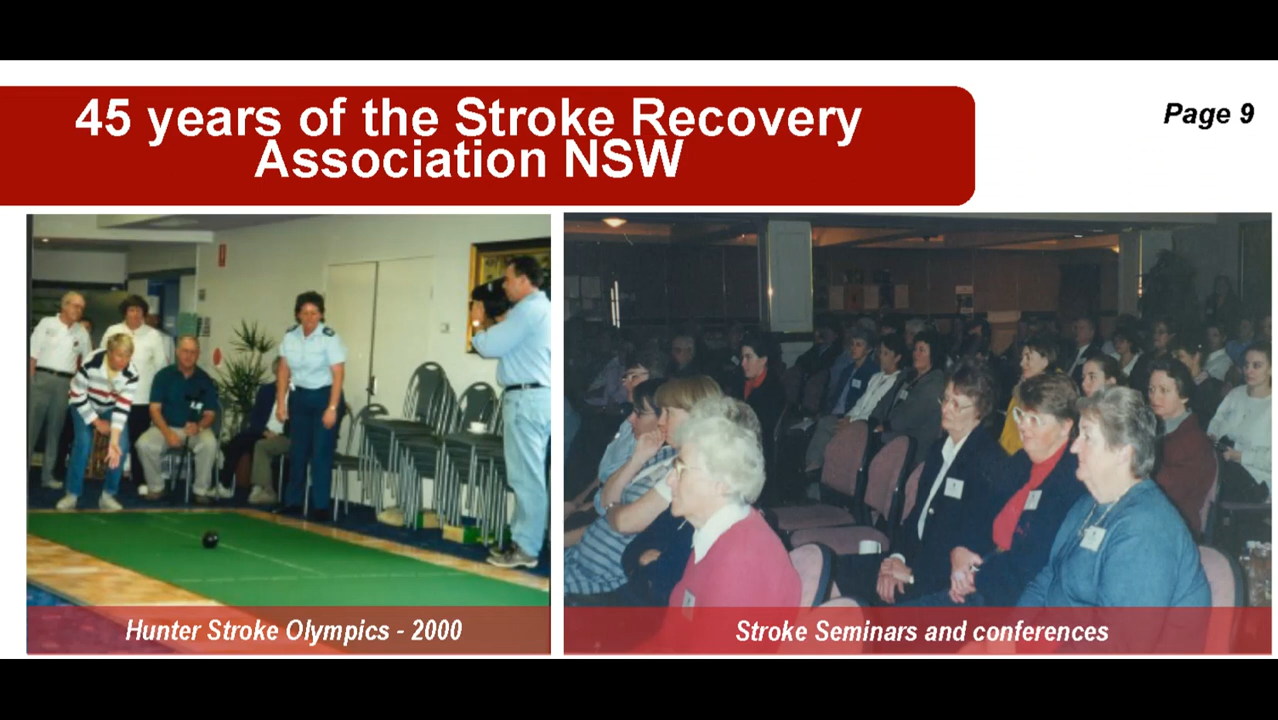 45 years of the Stroke Recovery
Association NSW
Page 9
Hunter Stroke Olympics - 2000
Stroke Seminars and conferences